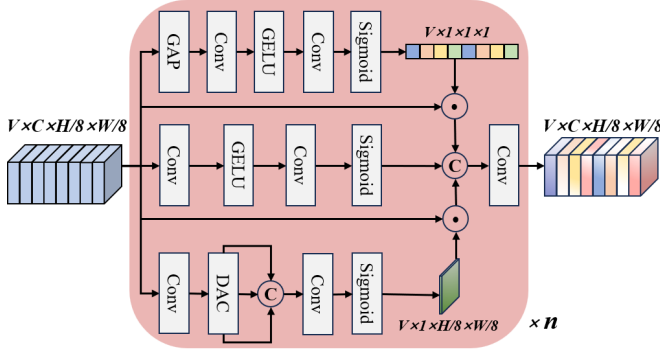 GAP
Conv
GELU
Conv
Sigmoid
V×1×1×1
V×C×H/8×W/8
V×C×H/8×W/8
Conv
GELU
Conv
Sigmoid
C
Conv
Conv
DAC
C
Conv
Sigmoid
V×1×H/8×W/8
×n